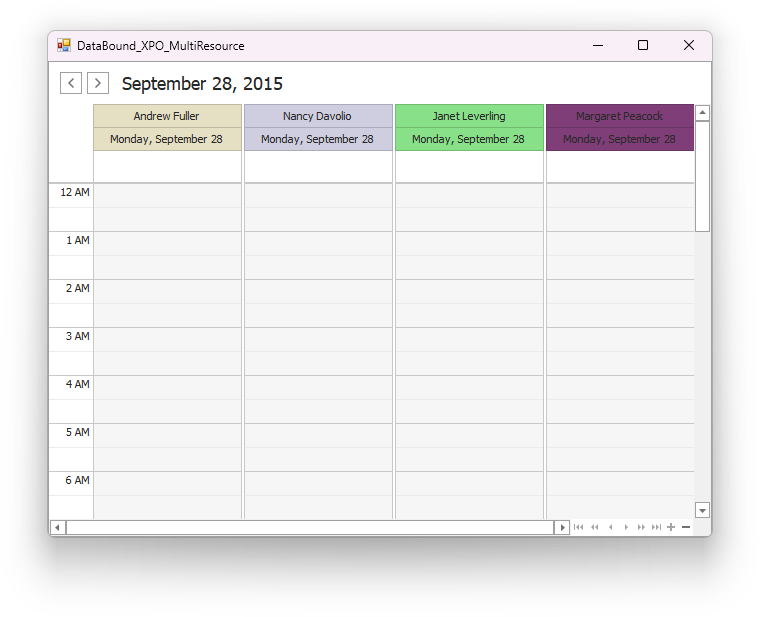 DataBound_XPO_MultiResource
September 28, 2015
Andrew Fuller Nancy Davolio Janet Leverling Margaret Peacock
Monday, September 28 Monday, September 28 Monday, September 28 Monday, September 28
12 AM
1 AM
2 AM
3 AM
4 AM
5 AM
6 AM